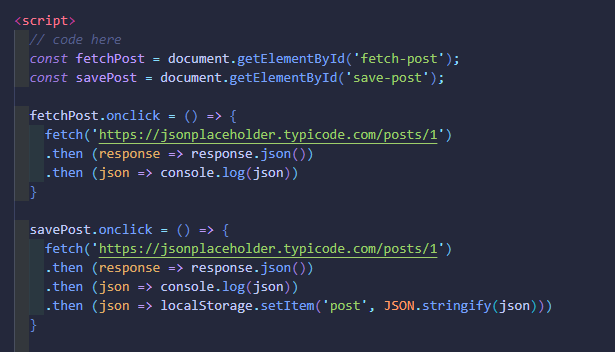 <script>
// code here
const fetchPost = document.getElementById('fetch-post');
const savePost = document.getElementById('save-post');
fetchPost.onclick = () => {
fetch('https://jsonplaceholder.typicode.com/posts/1')
.then (response => response.json())
.then (json => console.log(json))
}
savePost.onclick = () => {
fetch('https://jsonplaceholder.typicode.com/posts/1')
.then (response => response.json())
.then (json => console.log(json))
.then (json => localStorage.setItem('post', JSON.stringify(json)))
}